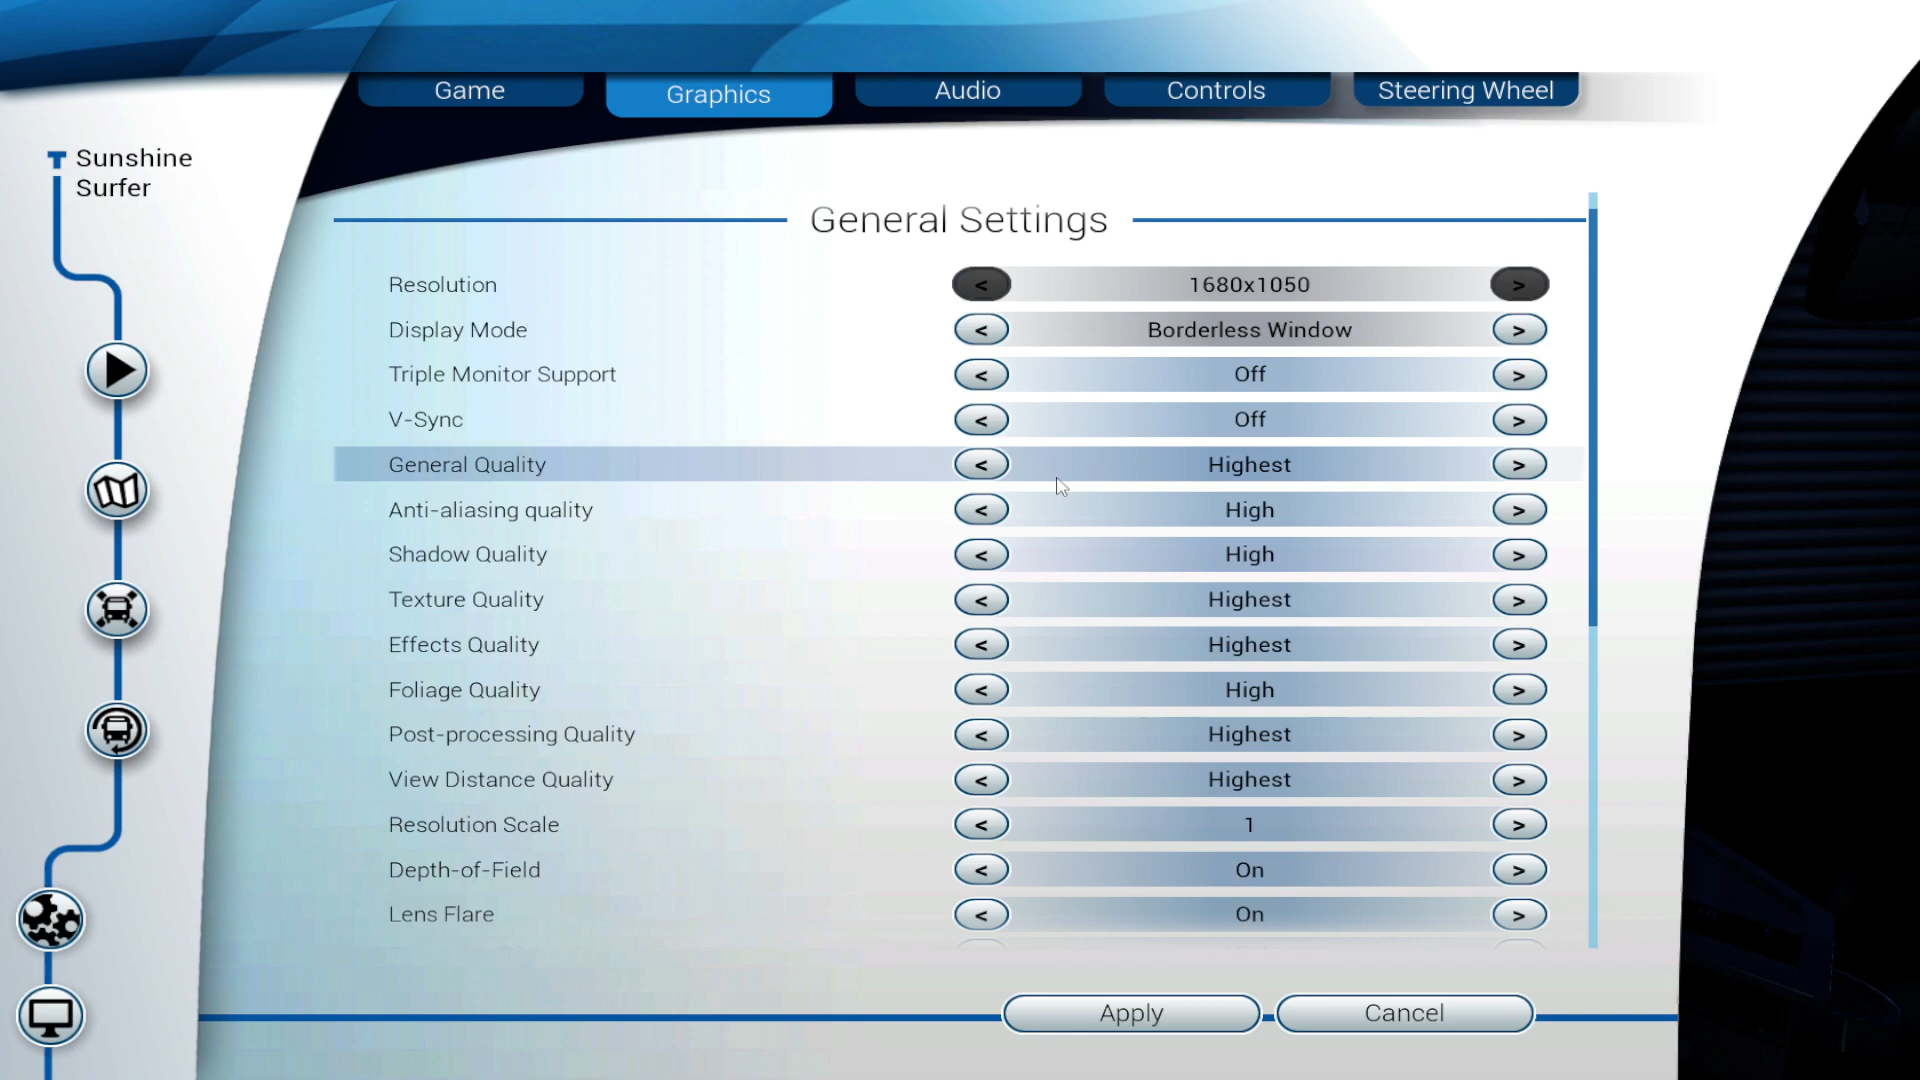 Game
Graphics
Audio
Controls
Steering Wheel
Sunshine
Surfer
General Settings
Resolution < 1680x1050 >
Display Mode < Borderless Window >
Triple Monitor Support < Off >
V-Sync < Off >
General Quality < Highest >
Anti-aliasing quality < High >
Shadow Quality < High >
Texture Quality < Highest >
Effects Quality < Highest >
Foliage Quality < High >
Post-processing Quality < Highest >
View Distance Quality < Highest >
Resolution Scale < 1 >
Depth-of-Field < On >
Lens Flare < On >
Apply
Cancel